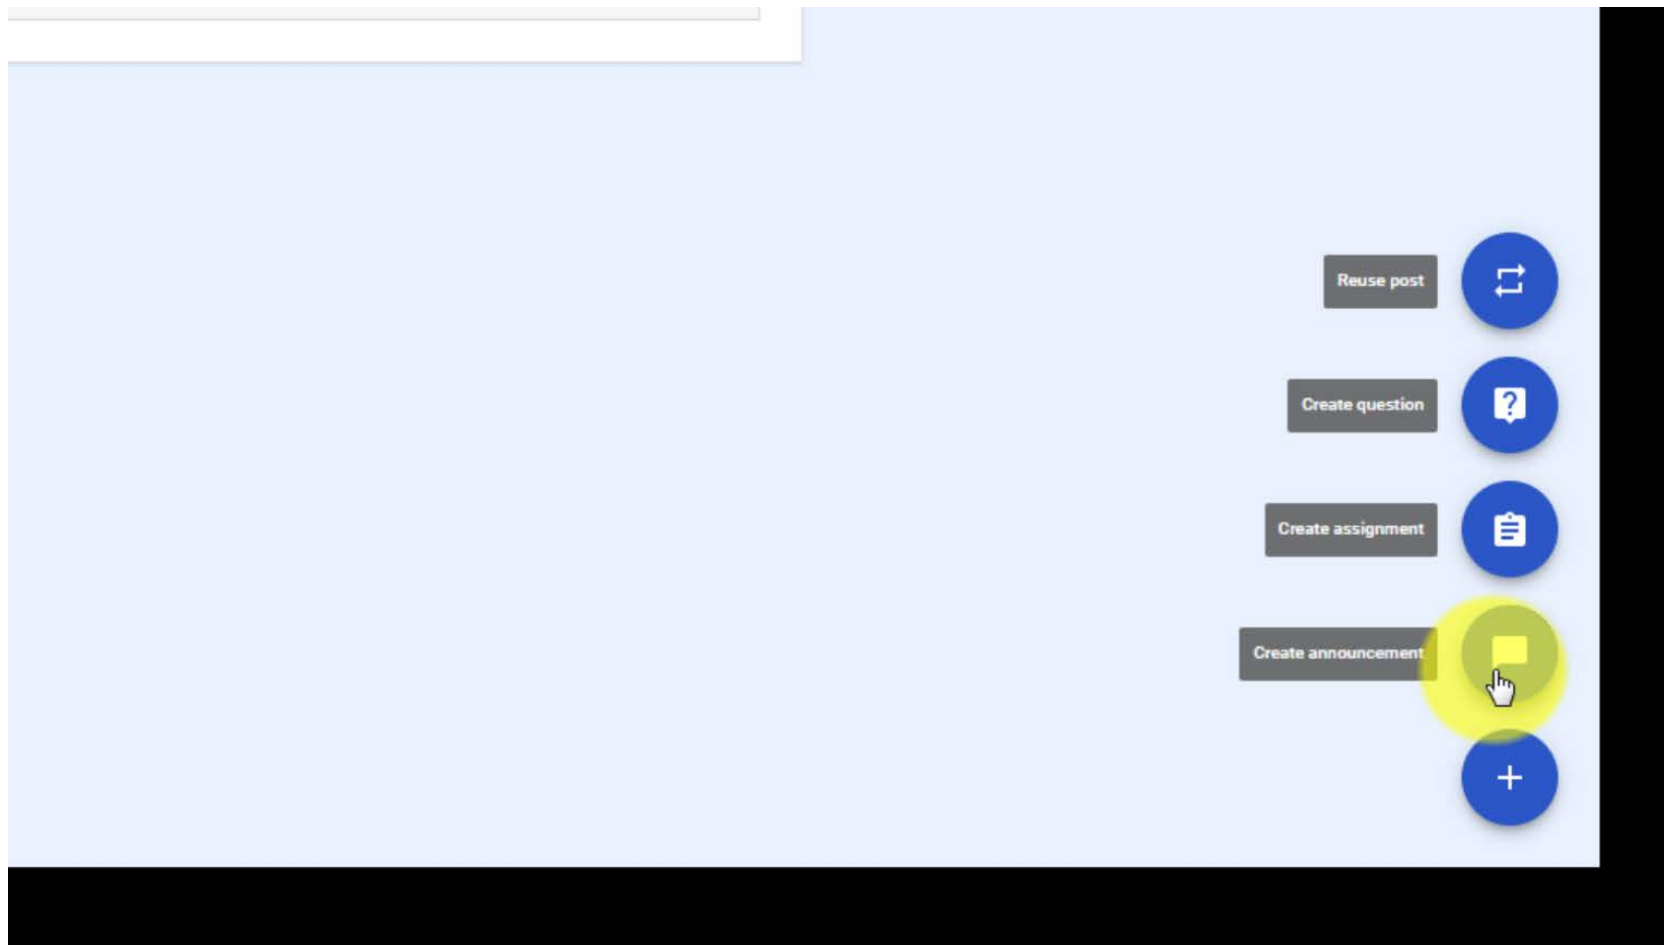 Reuse post
Create question
Create assignment
Create announcement